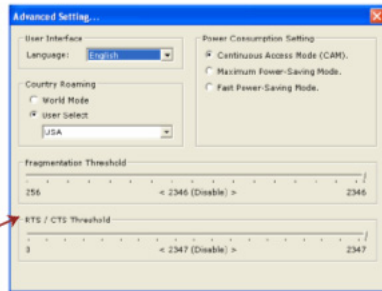 Advanced Setting...
User Interface
Language: English
Country Roaming
World Mode
User Select
USA
Power Consumption Setting
Continuous Access Mode (CAM).
Maximum Power-Saving Mode.
Fast Power-Saving Mode.
Fragmentation Threshold
256 < 2346 (Disable) > 2346
RTS / CTS Threshold
0 < 2347 (Disable) > 2347